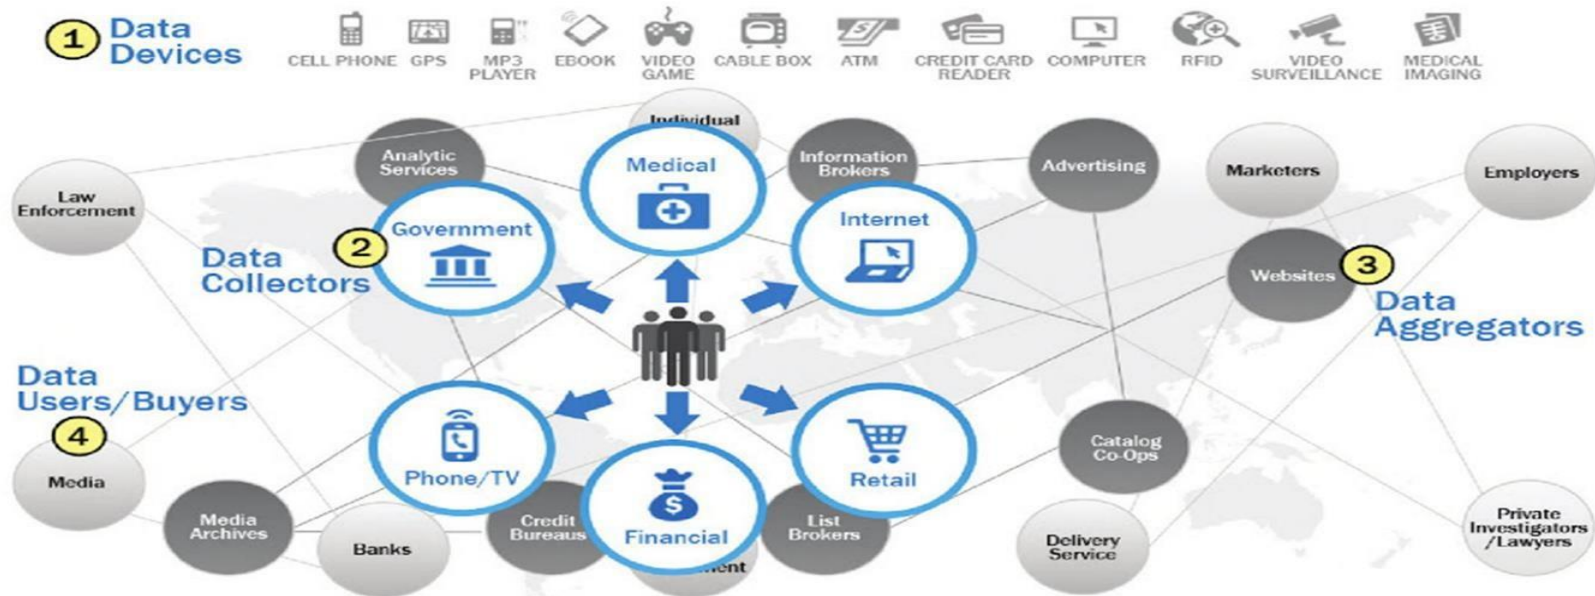 1 Data
Devices
CELL PHONE
GPS
MP3
PLAYER
EBOOK
VIDEO
GAME
CABLE BOX
ATM
CREDIT CARD
READER
COMPUTER
RFID
VIDEO
SURVEILLANCE
MEDICAL
IMAGING
Law
Enforcement
Analytic
Services
Individual
Medical
Information
Brokers
Advertising
Marketers
Employers
Government
Internet
2
Data
Collectors
Websites
3
Data
Aggregators
Data
Users/Buyers
4
Media
Phone/TV
Retail
Catalog
Co-Ops
Media
Archives
Banks
Credit
Bureaus
$
Financial
List
Brokers
Delivery
Service
Private
Investigators
/Lawyers